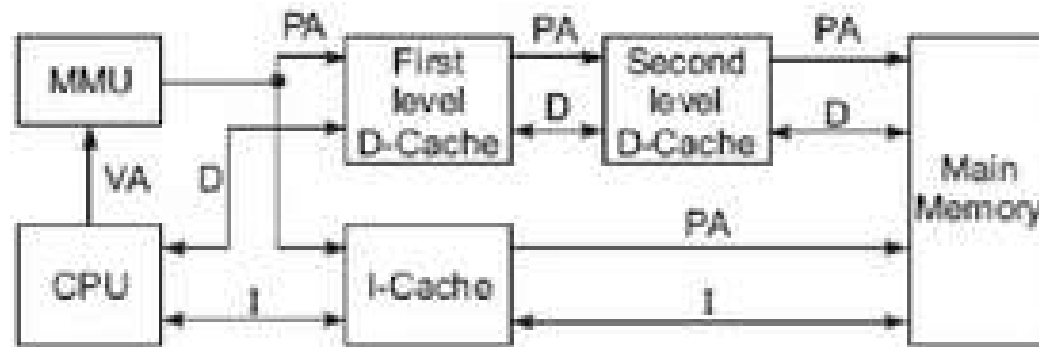 PA
PA
PA
MMU
First
level
D-Cache
Second
level
D-Cache
D
D
VA
D
Main
Memory
PA
CPU
I
I-Cache
I